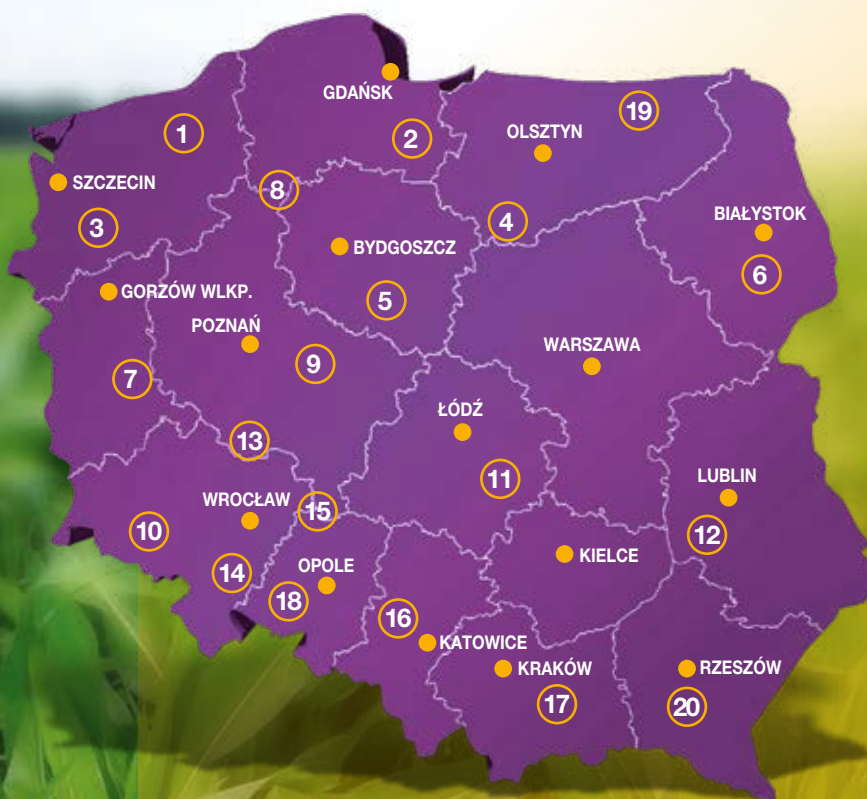 GDAŃSK
19
1
2
OLSZTYN
SZCZECIN
8
3
4
BIAŁYSTOK
BYDGOSZCZ
6
GORZÓW WLKP.
5
POZNAŃ
WARSZAWA
9
7
ŁÓDŹ
13
11
LUBLIN
WROCŁAW
15
10
12
KIELCE
OPOLE
14
18
16
KATOWICE
KRAKÓW
RZESZÓW
17
20